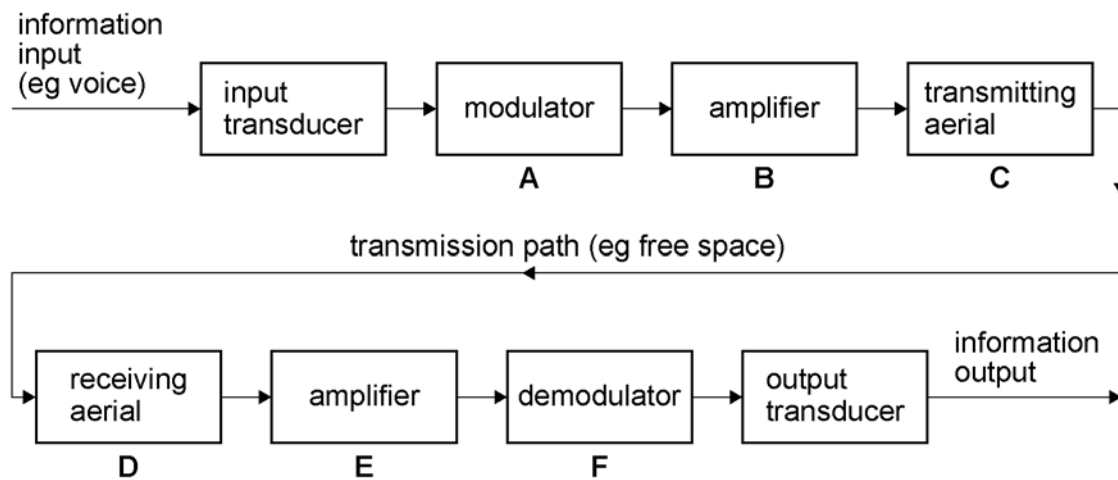 information
input
(eg voice)
input
transducer
modulator
amplifier
transmitting
aerial
A
B
C
transmission path (eg free space)
receiving
aerial
amplifier
demodulator
output
transducer
information
output
D
E
F